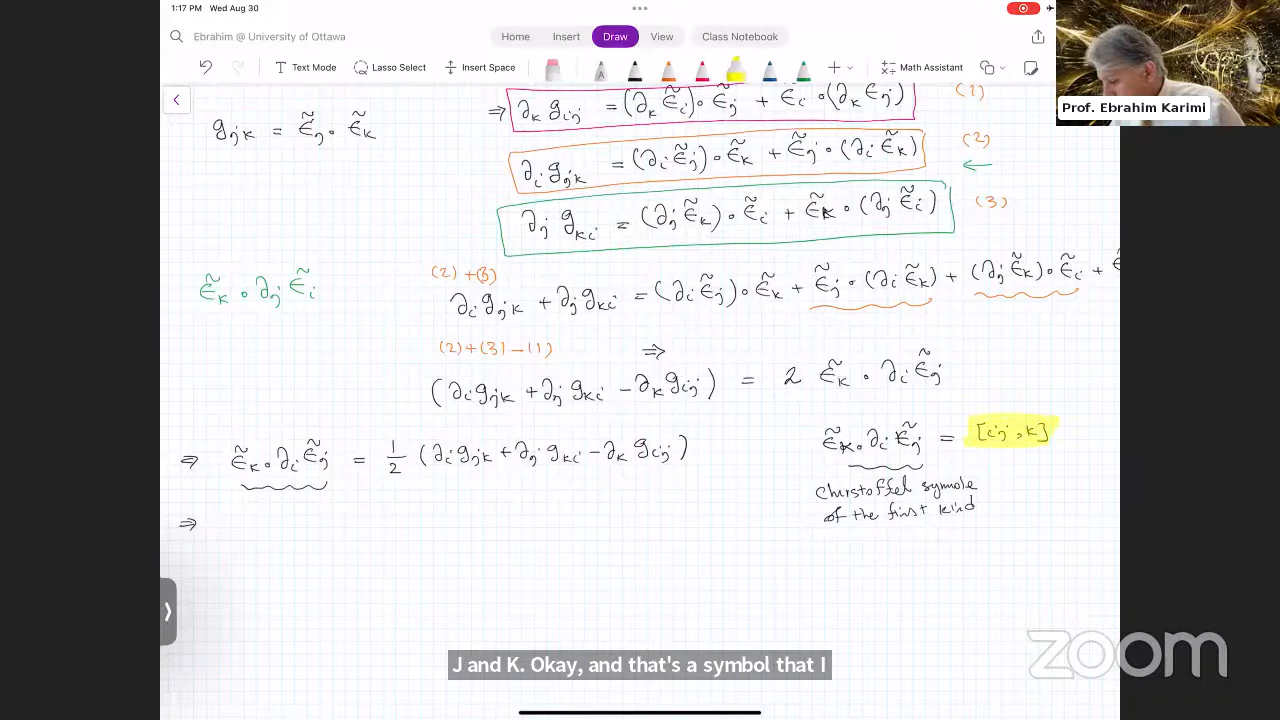 1:17 PM Wed Aug 30
Ebrahim @ University of Ottawa
Home Insert Draw View Class Notebook
Text Mode Lasso Select Insert Space Math Assistant
Prof. Ebrahim Karimi
g_jk = ẽ_j ∘ ẽ_k
⇒ ∂_k g_ij = (∂_k ẽ_i)∘ẽ_j + ẽ_i∘(∂_k ẽ_j) (1)
∂_i g_jk = (∂_i ẽ_j)∘ẽ_k + ẽ_j∘(∂_i ẽ_k) (2) ←
∂_j g_ki = (∂_j ẽ_k)∘ẽ_i + ẽ_k∘(∂_j ẽ_i) (3)
ẽ_k ∘ ∂_j ẽ_i
(2)+(3)
∂_i g_jk + ∂_j g_ki = (∂_i ẽ_j)∘ẽ_k + ẽ_j∘(∂_i ẽ_k) + (∂_j ẽ_k)∘ẽ_i +
(2)+(3)-(1) ⇒
(∂_i g_jk + ∂_j g_ki - ∂_k g_ij) = 2 ẽ_k ∘ ∂_i ẽ_j
ẽ_k ∘ ∂_i ẽ_j = [ij,k]
⇒ ẽ_k∘∂_i ẽ_j = 1/2 (∂_i g_jk + ∂_j g_ki - ∂_k g_ij)
Churstoffel symbole
of the first kind
⇒
J and K. Okay, and that's a symbol that I
zoom